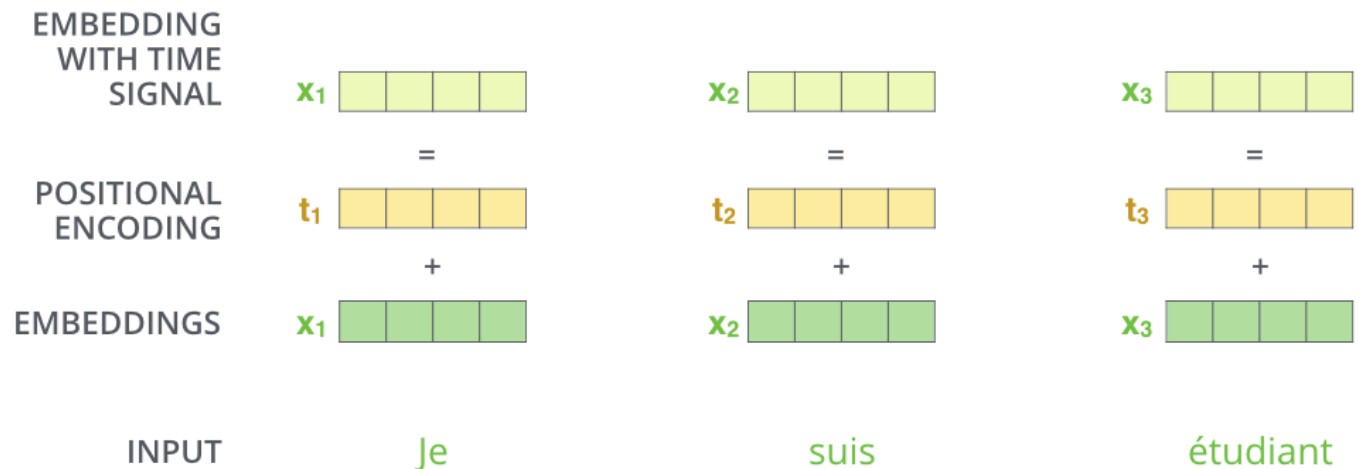 EMBEDDING
WITH TIME
SIGNAL
x₁ x₂ x₃
= = =
POSITIONAL
ENCODING
t₁ t₂ t₃
+ + +
EMBEDDINGS x₁ x₂ x₃
INPUT Je suis étudiant